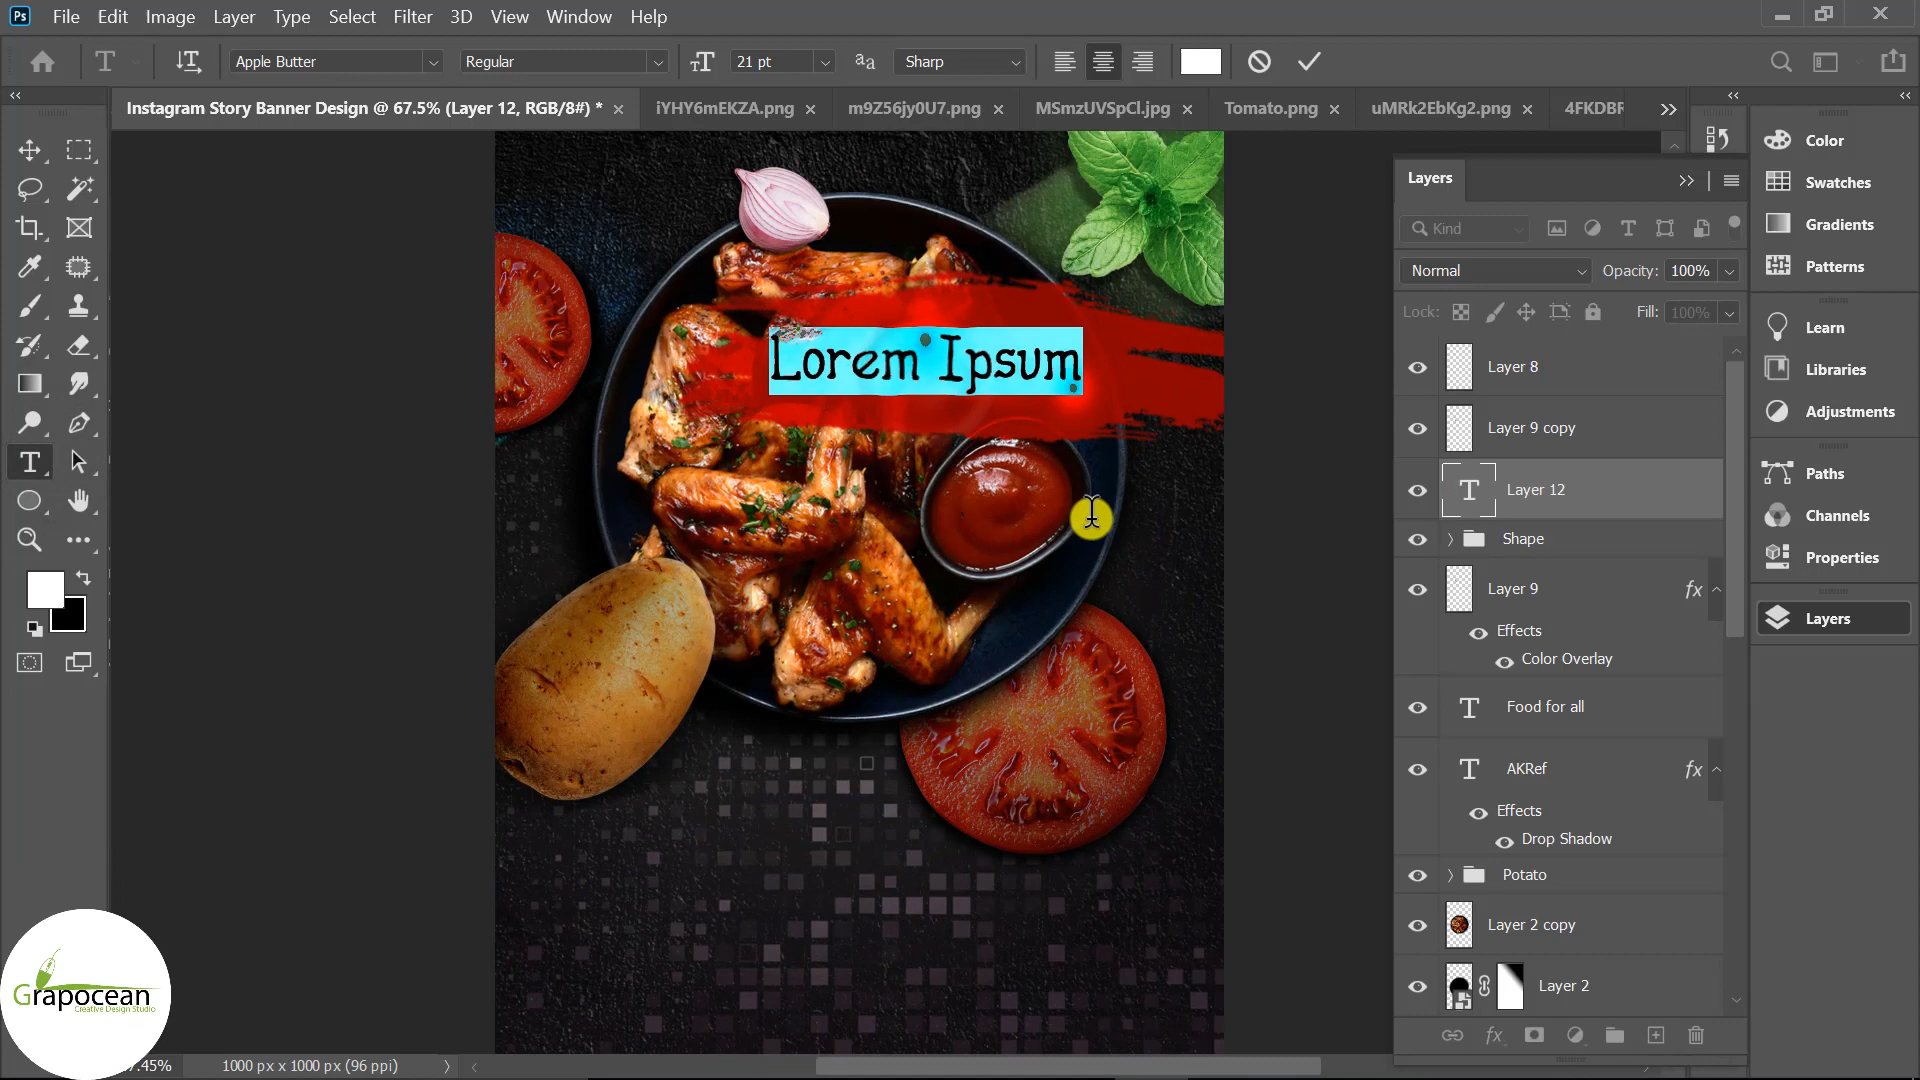 Ps File Edit Image Layer Type Select Filter 3D View Window Help
T Apple Butter Regular 21 pt Sharp
Instagram Story Banner Design @ 67.5% (Layer 12, RGB/8#) * iYHY6mEKZA.png m9Z56jy0U7.png MSmzUVSpCl.jpg Tomato.png uMRk2EbKg2.png 4FKDBF
Layers
Kind
Normal Opacity: 100%
Lock: Fill: 100%
Layer 8
Layer 9 copy
Layer 12
Shape
Layer 9 fx
Effects
Color Overlay
Food for all
AKRef fx
Effects
Drop Shadow
Potato
Layer 2 copy
Layer 2
fx
Color
Swatches
Gradients
Patterns
Learn
Libraries
Adjustments
Paths
Channels
Properties
Layers
Lorem Ipsum
Grapocean
Creative Design Studio
7.45% 1000 px x 1000 px (96 ppi)